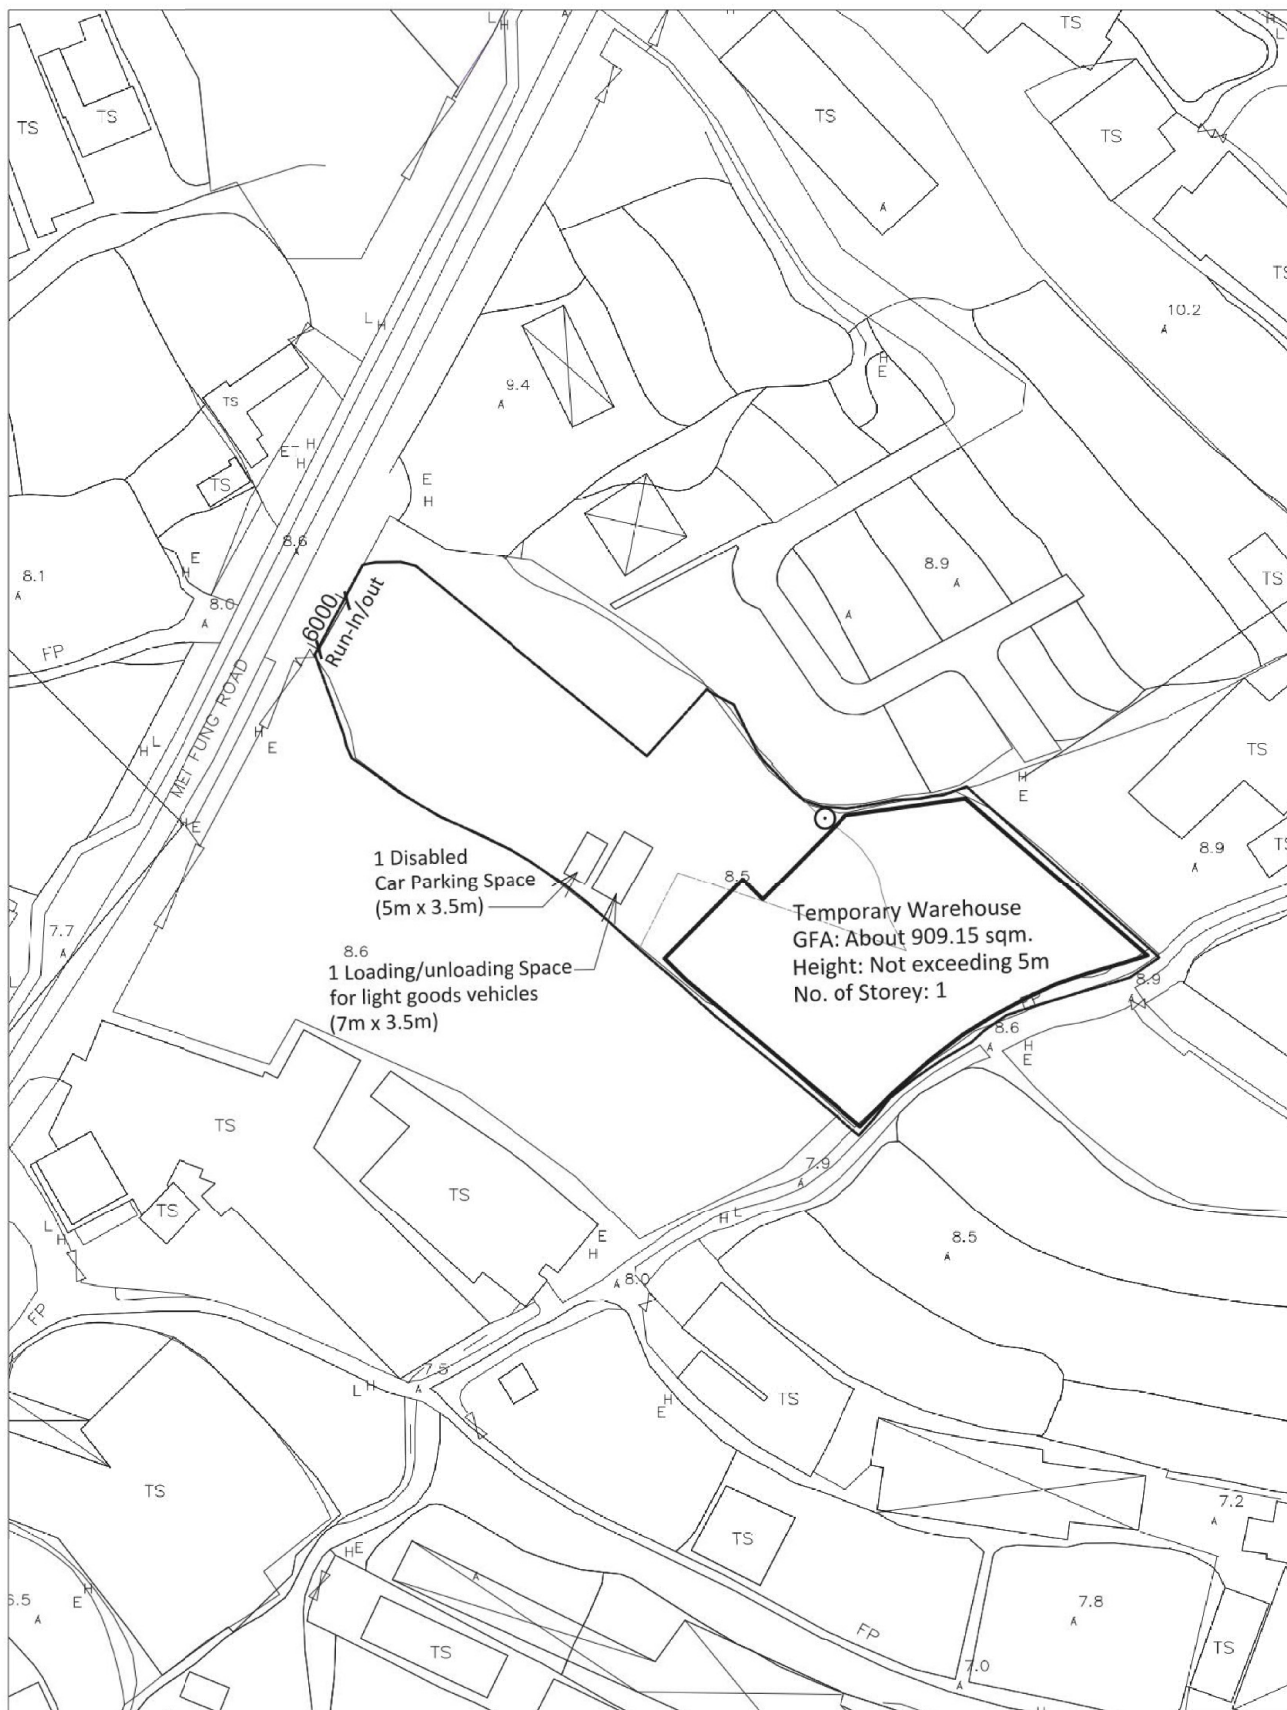 L
H
TS
TS
TS
TS
TS
TS
10.2
L H
H
E
9.4
TS
E T H
H
TS
E
H
8.6
8.9
TS
8.1
E
H
8.0
6000
Run-In/out
FP
MEI FUNG ROAD
H L
H
E
H
E
TS
H E
8.9
1 Disabled
Car Parking Space
(5m x 3.5m)
8.5
Temporary Warehouse
GFA: About 909.15 sqm.
Height: Not exceeding 5m
No. of Storey: 1
7.7
8.6
1 Loading/unloading Space
for light goods vehicles
(7m x 3.5m)
8.9
8.6
H
E
TS
7.9
TS
TS
L
H
H L
E
H
8.5
8.0
FP
7.5
L H
H
E
TS
TS
7.2
TS
H E
E H
7.8
FP
TS
TS
7.0
H